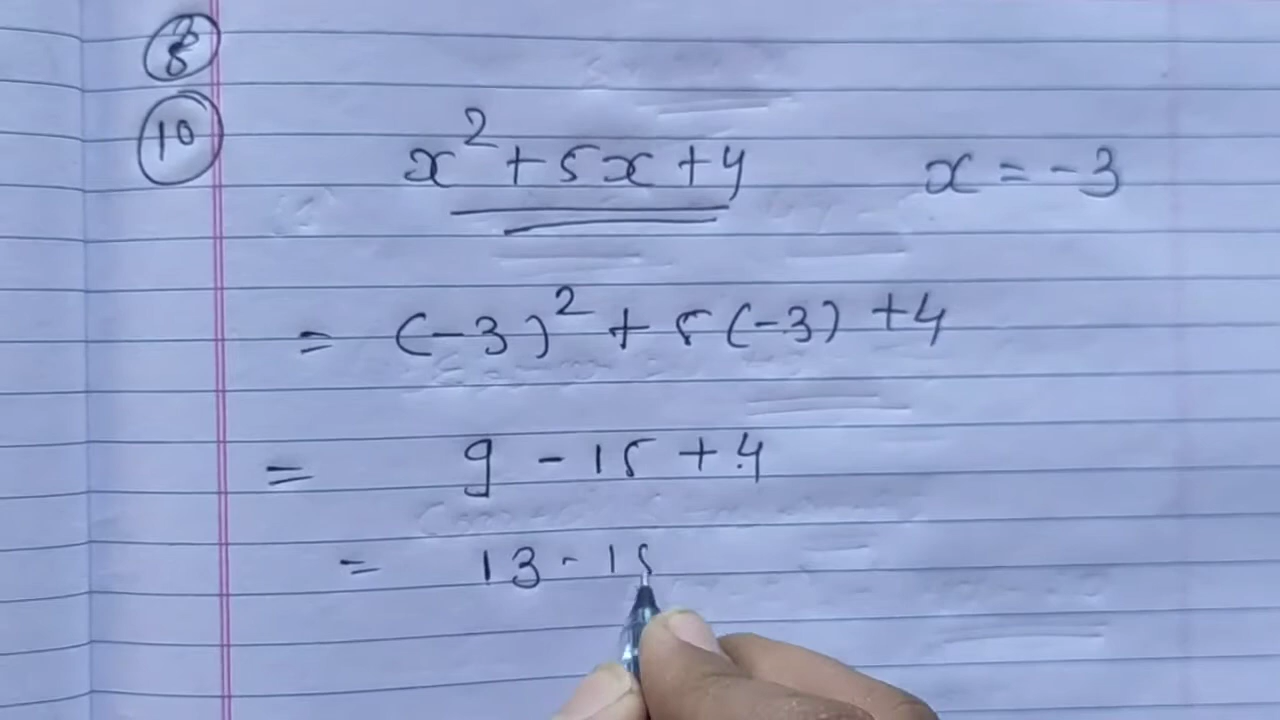 8
10 x² + 5x + 4 x = -3
= (-3)² + 5(-3) + 4
= 9 - 15 + 4
= 13 - 15